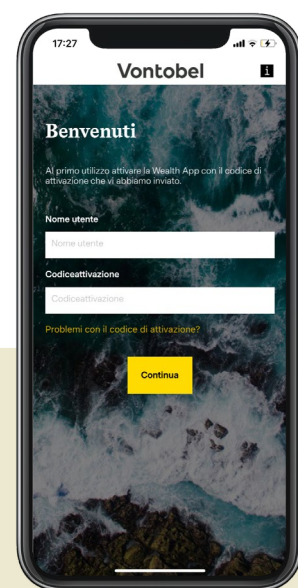 17:27
Vontobel
i
Benvenuti
Al primo utilizzo attivare la Wealth App con il codice di
attivazione che vi abbiamo inviato.
Nome utente
Nome utente
Codiceattivazione
Codiceattivazione
Problemi con il codice di attivazione?
Continua